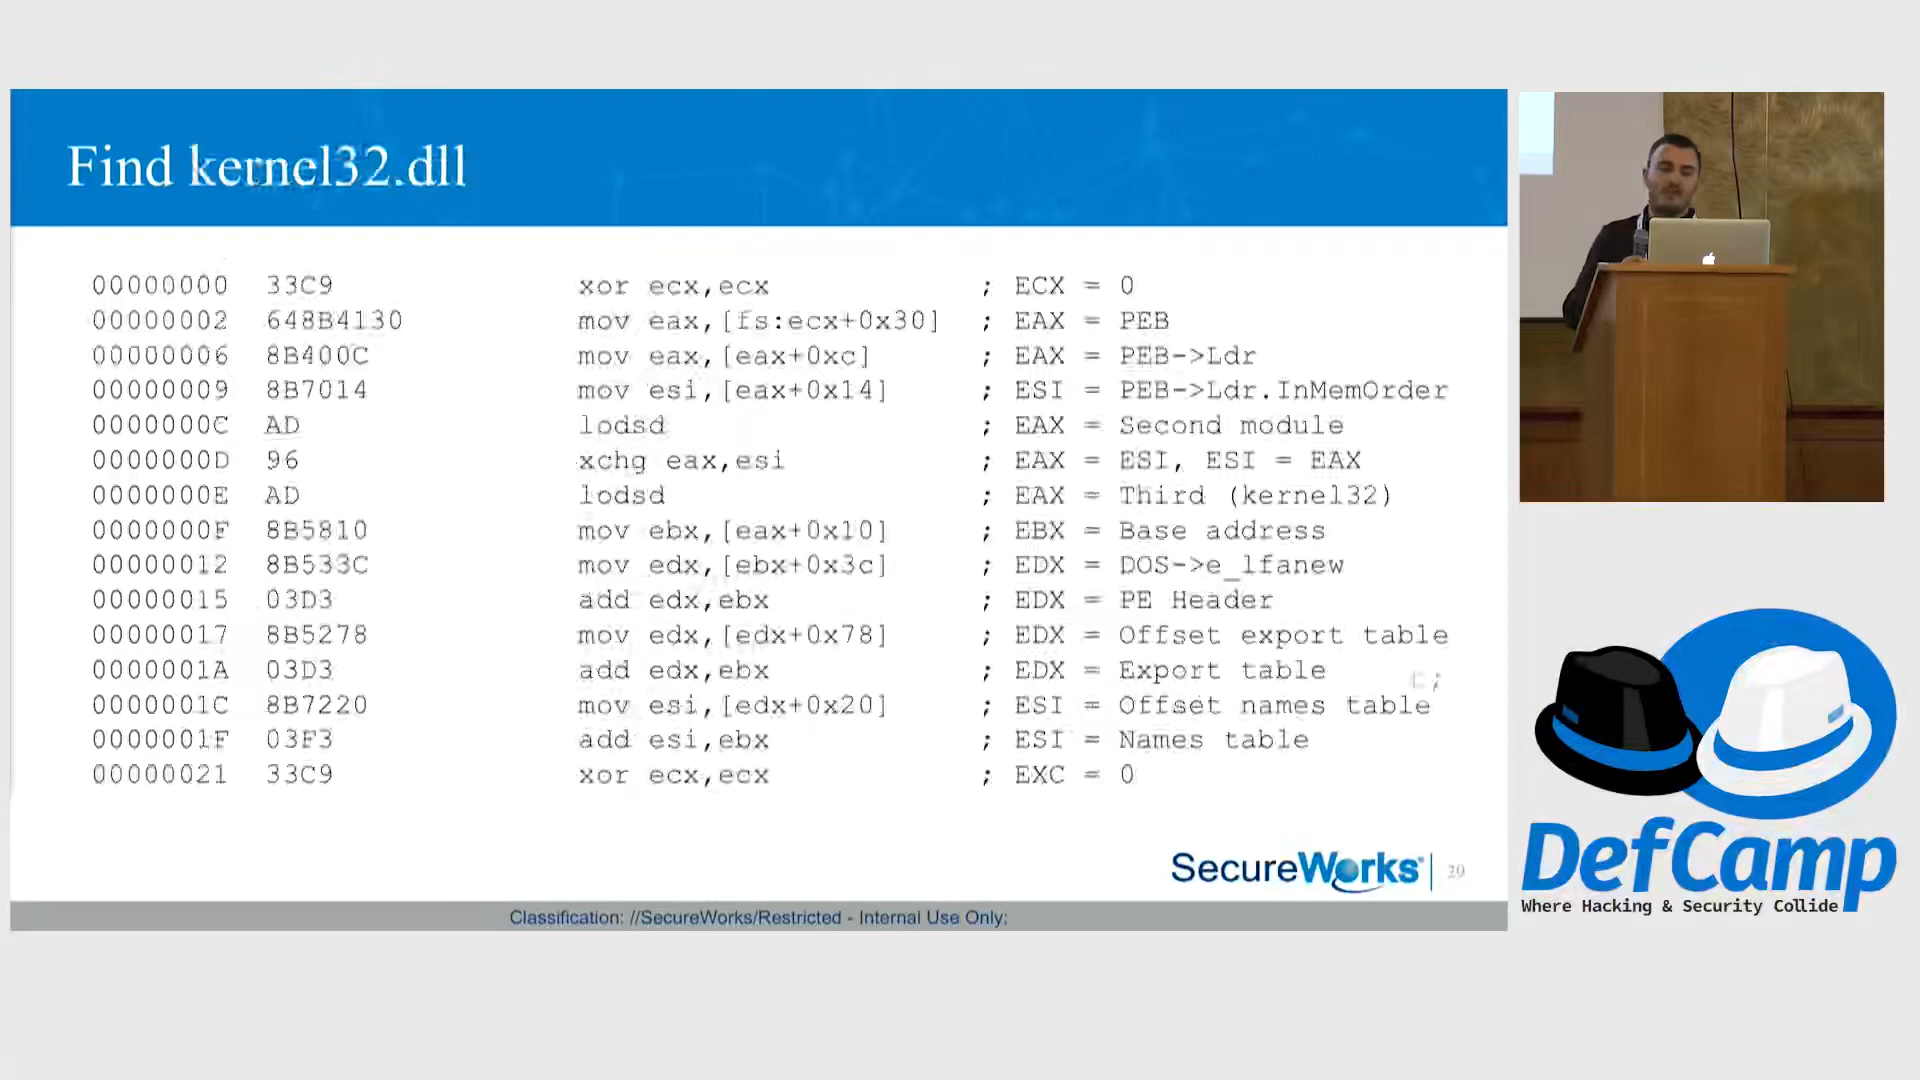 Find kernel32.dll
00000000 33C9 xor ecx,ecx ; ECX = 0
00000002 648B4130 mov eax,[fs:ecx+0x30] ; EAX = PEB
00000006 8B400C mov eax,[eax+0xc] ; EAX = PEB->Ldr
00000009 8B7014 mov esi,[eax+0x14] ; ESI = PEB->Ldr.InMemOrder
0000000C AD lodsd ; EAX = Second module
0000000D 96 xchg eax,esi ; EAX = ESI, ESI = EAX
0000000E AD lodsd ; EAX = Third (kernel32)
0000000F 8B5810 mov ebx,[eax+0x10] ; EBX = Base address
00000012 8B533C mov edx,[ebx+0x3c] ; EDX = DOS->e_lfanew
00000015 03D3 add edx,ebx ; EDX = PE Header
00000017 8B5278 mov edx,[edx+0x78] ; EDX = Offset export table
0000001A 03D3 add edx,ebx ; EDX = Export table
0000001C 8B7220 mov esi,[edx+0x20] ; ESI = Offset names table
0000001F 03F3 add esi,ebx ; ESI = Names table
00000021 33C9 xor ecx,ecx ; EXC = 0
SecureWorks
Classification: //SecureWorks/Restricted - Internal Use Only:
DefCamp
Where Hacking & Security Collide